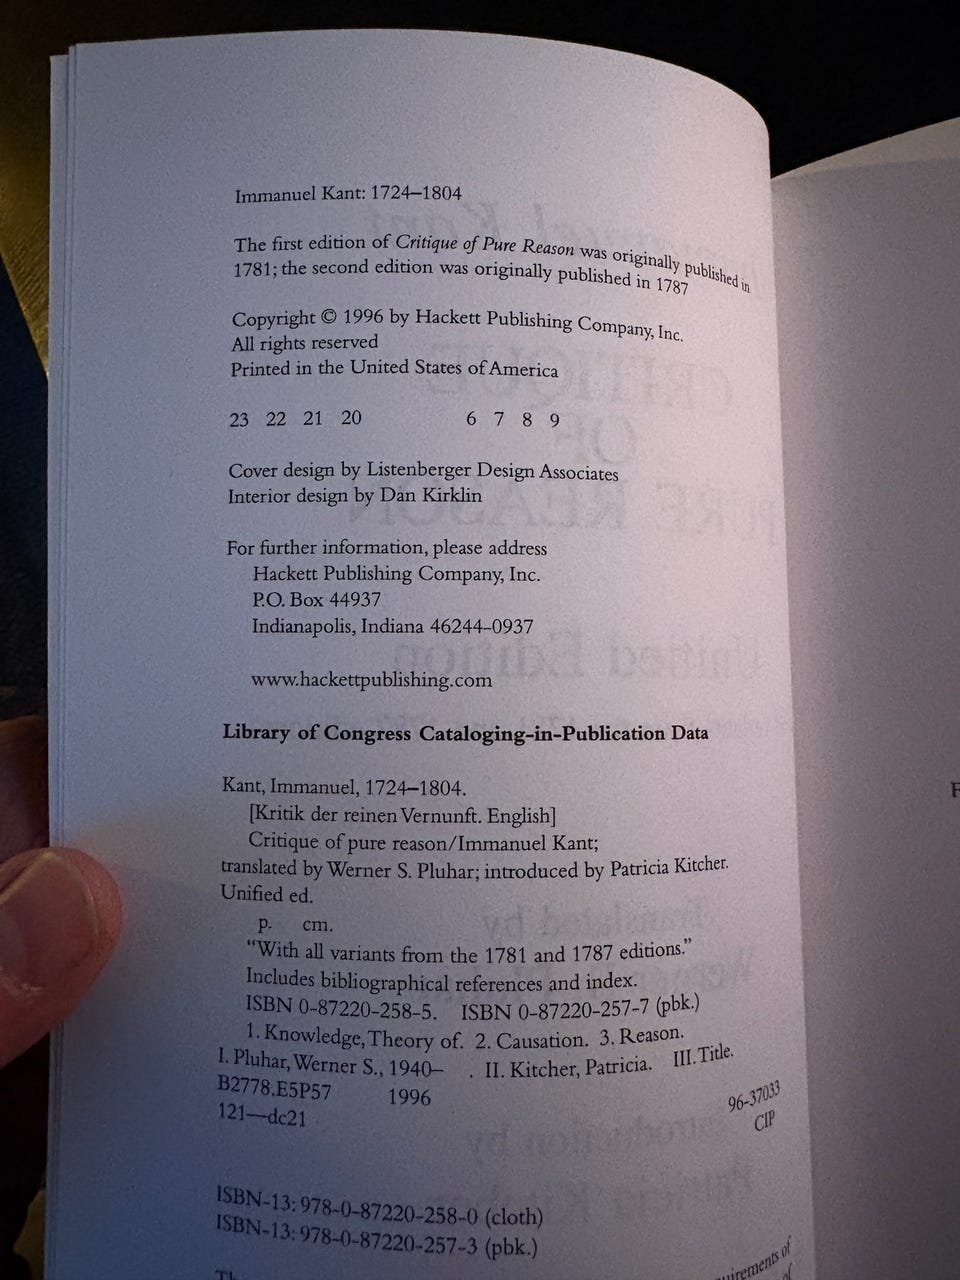 Immanuel Kant: 1724–1804
The first edition of Critique of Pure Reason was originally published in
1781; the second edition was originally published in 1787
Copyright © 1996 by Hackett Publishing Company, Inc.
All rights reserved
Printed in the United States of America
23 22 21 20 6 7 8 9
Cover design by Listenberger Design Associates
Interior design by Dan Kirklin
For further information, please address
Hackett Publishing Company, Inc.
P.O. Box 44937
Indianapolis, Indiana 46244-0937
www.hackettpublishing.com
Library of Congress Cataloging-in-Publication Data
Kant, Immanuel, 1724–1804.
[Kritik der reinen Vernunft. English]
Critique of pure reason/Immanuel Kant;
translated by Werner S. Pluhar; introduced by Patricia Kitcher.
Unified ed.
p. cm.
“With all variants from the 1781 and 1787 editions.”
Includes bibliographical references and index.
ISBN 0-87220-258-5. ISBN 0-87220-257-7 (pbk.)
1. Knowledge, Theory of. 2. Causation. 3. Reason.
I. Pluhar, Werner S., 1940– . II. Kitcher, Patricia. III. Title.
B2778.E5P57 1996
121—dc21
96-37033
CIP
ISBN-13: 978-0-87220-258-0 (cloth)
ISBN-13: 978-0-87220-257-3 (pbk.)
of